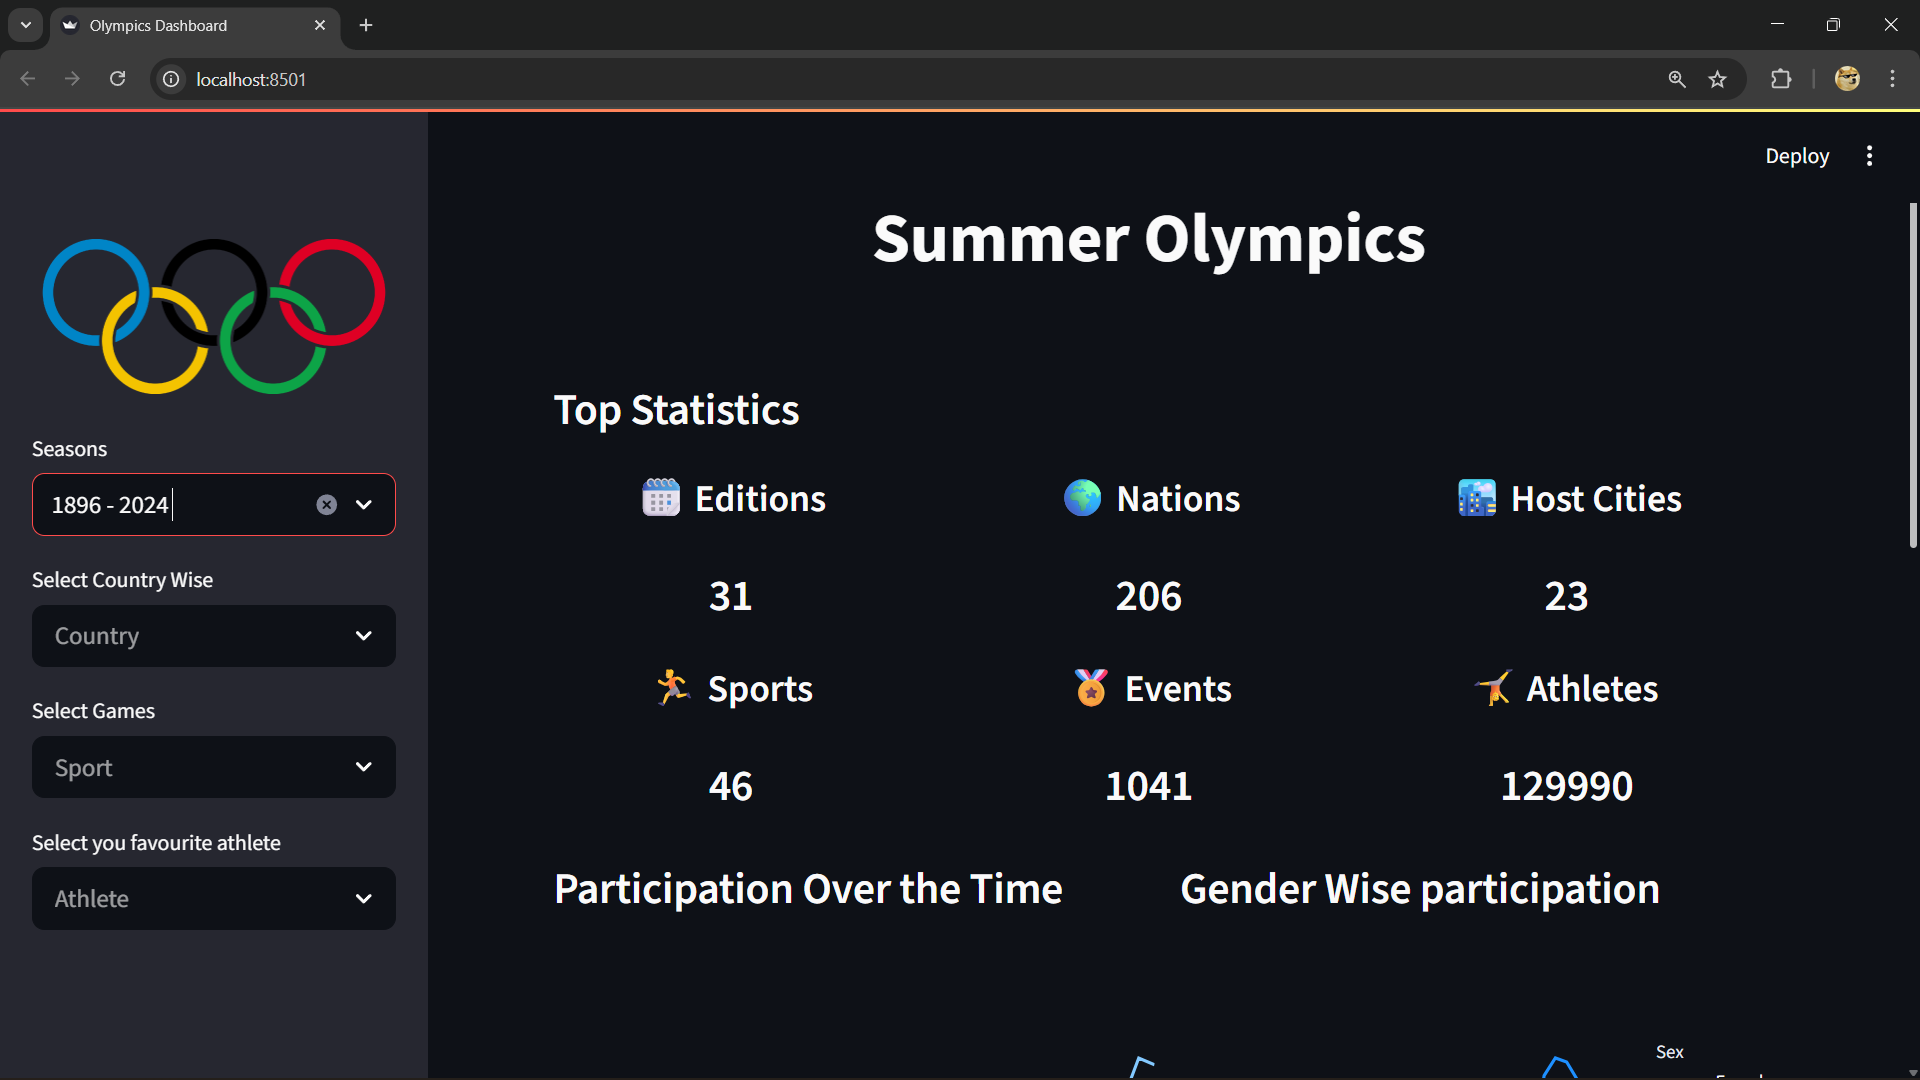 Olympics Dashboard
localhost:8501
Deploy
Seasons
1896 - 2024
Select Country Wise
Country
Select Games
Sport
Select you favourite athlete
Athlete
Summer Olympics
Top Statistics
Editions
Nations
Host Cities
31
206
23
Sports
Events
Athletes
46
1041
129990
Participation Over the Time
Gender Wise participation
Sex